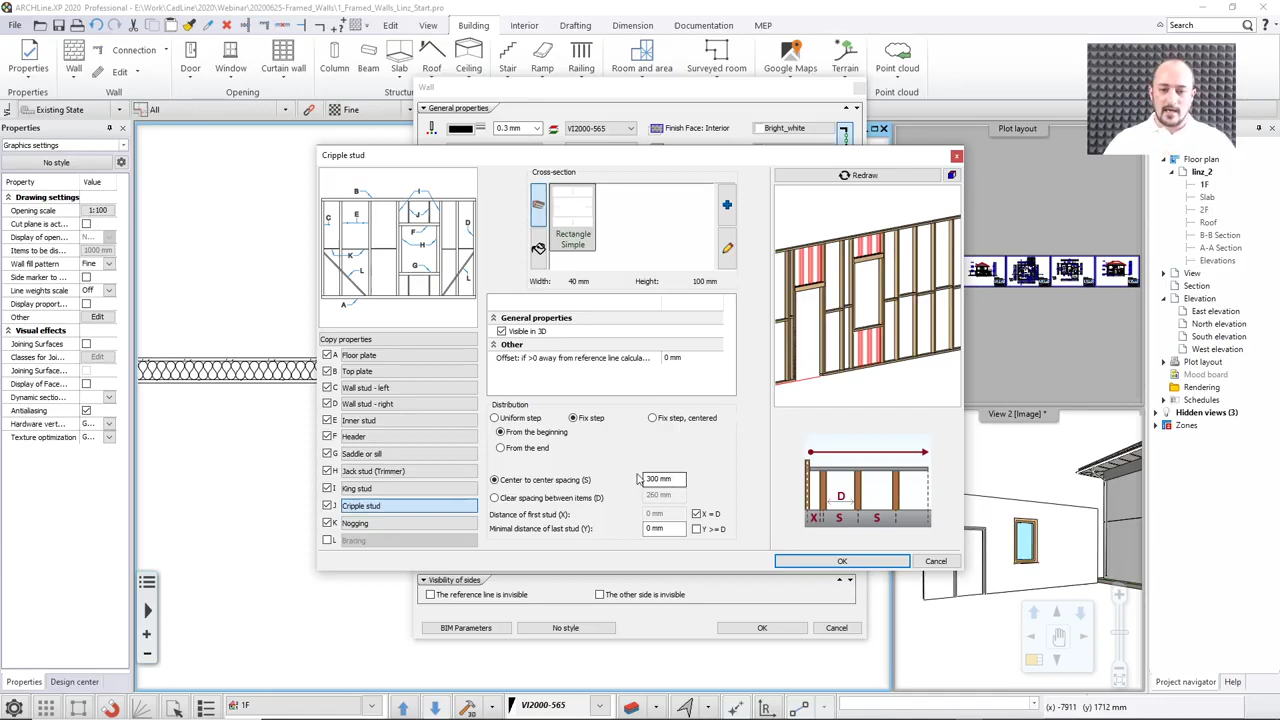 ARCHLine.XP 2020 Professional - E:\Work\CadLine\Webinar\20200625-Framed_Walls\1_Framed_Walls_Linz_Start.pro
File
Edit
View
Building
Interior
Drafting
Dimension
Documentation
MEP
Search
Properties
Wall
Connection
Edit
Door
Window
Curtain wall
Column
Beam
Slab
Roof
Ceiling
Stair
Ramp
Railing
Room and area
Surveyed room
Google Maps
Terrain
Point cloud
Properties
Wall
Opening
Point cloud
Existing State
All
Fine
Wall
General properties
0.3 mm
VI2000-565
Finish Face: Interior
Bright_white
Plot layout
Properties
Graphics settings
No style
Property
Value
Drawing settings
Opening scale
1:100
Cut plane is act...
Display of open...
Items to be dis...
1000 mm
Wall fill pattern
Fine
Side marker to ...
Line weights scale
Off
Display proport...
Other
Edit
Visual effects
Joining Surfaces
Classes for Joi...
Edit
Joining Surface...
Display of Face...
Dynamic sectio...
Antialiasing
Hardware vert...
G...
Texture optimization
G...
Cripple stud
B
I
C
E
J
D
F
H
K
G
L
L
A
Copy properties
A
Floor plate
B
Top plate
C
Wall stud - left
D
Wall stud - right
E
Inner stud
F
Header
G
Saddle or sill
H
Jack stud (Trimmer)
I
King stud
J
Cripple stud
K
Nogging
L
Bracing
Cross-section
Rectangle
Simple
Width:
40 mm
Height:
100 mm
General properties
Visible in 3D
Other
Offset: if >0 away from reference line calcula...
0 mm
Distribution
Uniform step
Fix step
Fix step, centered
From the beginning
From the end
Center to center spacing (S)
300 mm
Clear spacing between items (D)
260 mm
Distance of first stud (X):
0 mm
X = D
Minimal distance of last stud (Y):
0 mm
Y >= D
Redraw
D
X
S
S
OK
Cancel
Visibility of sides
The reference line is invisible
The other side is invisible
BIM Parameters
No style
OK
Cancel
Floor plan
linz_2
1F
Slab
2F
Roof
B-B Section
A-A Section
Elevations
View
Section
Elevation
East elevation
North elevation
South elevation
West elevation
Plot layout
Mood board
Rendering
Schedules
Hidden views (3)
Zones
View 2 [Image] *
Properties
Design center
Project navigator
Help
1F
VI2000-565
(x) -7911
(y) 1712 mm